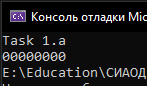 Консоль отладки Mic
Task 1.a
00000000
E:\Education\СИАОД